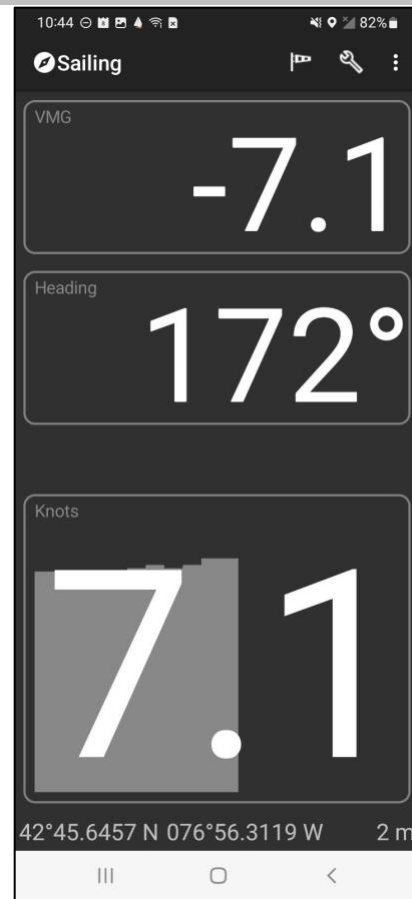 10:44 82%
Sailing
VMG
-7.1
Heading
172°
Knots
7.1
42°45.6457 N 076°56.3119 W 2 m